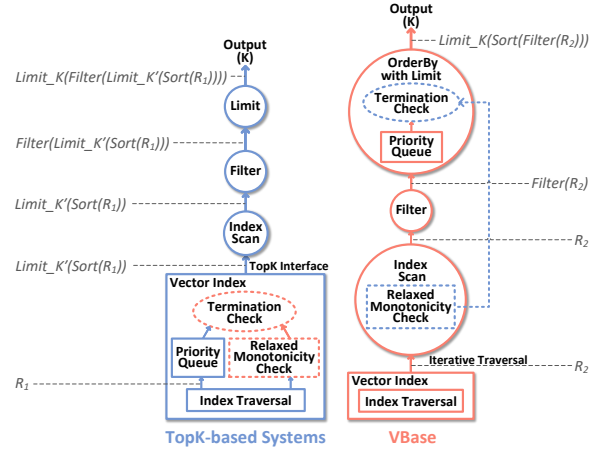 Output
(K)
Limit_K(Filter(Limit_K'(Sort(R₁))))
Limit
Filter(Limit_K'(Sort(R₁)))
Filter
Limit_K'(Sort(R₁))
Index
Scan
Limit_K'(Sort(R₁))
TopK Interface
Vector Index
Termination
Check
Priority
Queue
Relaxed
Monotonicity
Check
R₁
Index Traversal
TopK-based Systems
Output
(K)
Limit_K(Sort(Filter(R₂)))
OrderBy
with Limit
Termination
Check
Priority
Queue
Filter(R₂)
Filter
R₂
Index
Scan
Relaxed
Monotonicity
Check
Iterative Traversal
R₂
Vector Index
Index Traversal
VBase